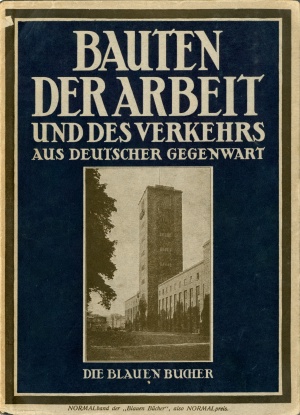 BAUTEN
DER ARBEIT
UND DES VERKEHRS
AUS DEUTSCHER GEGENWART
DIE BLAUEN BÜCHER
NORMALband der „Blauen Bücher“, also NORMALpreis.